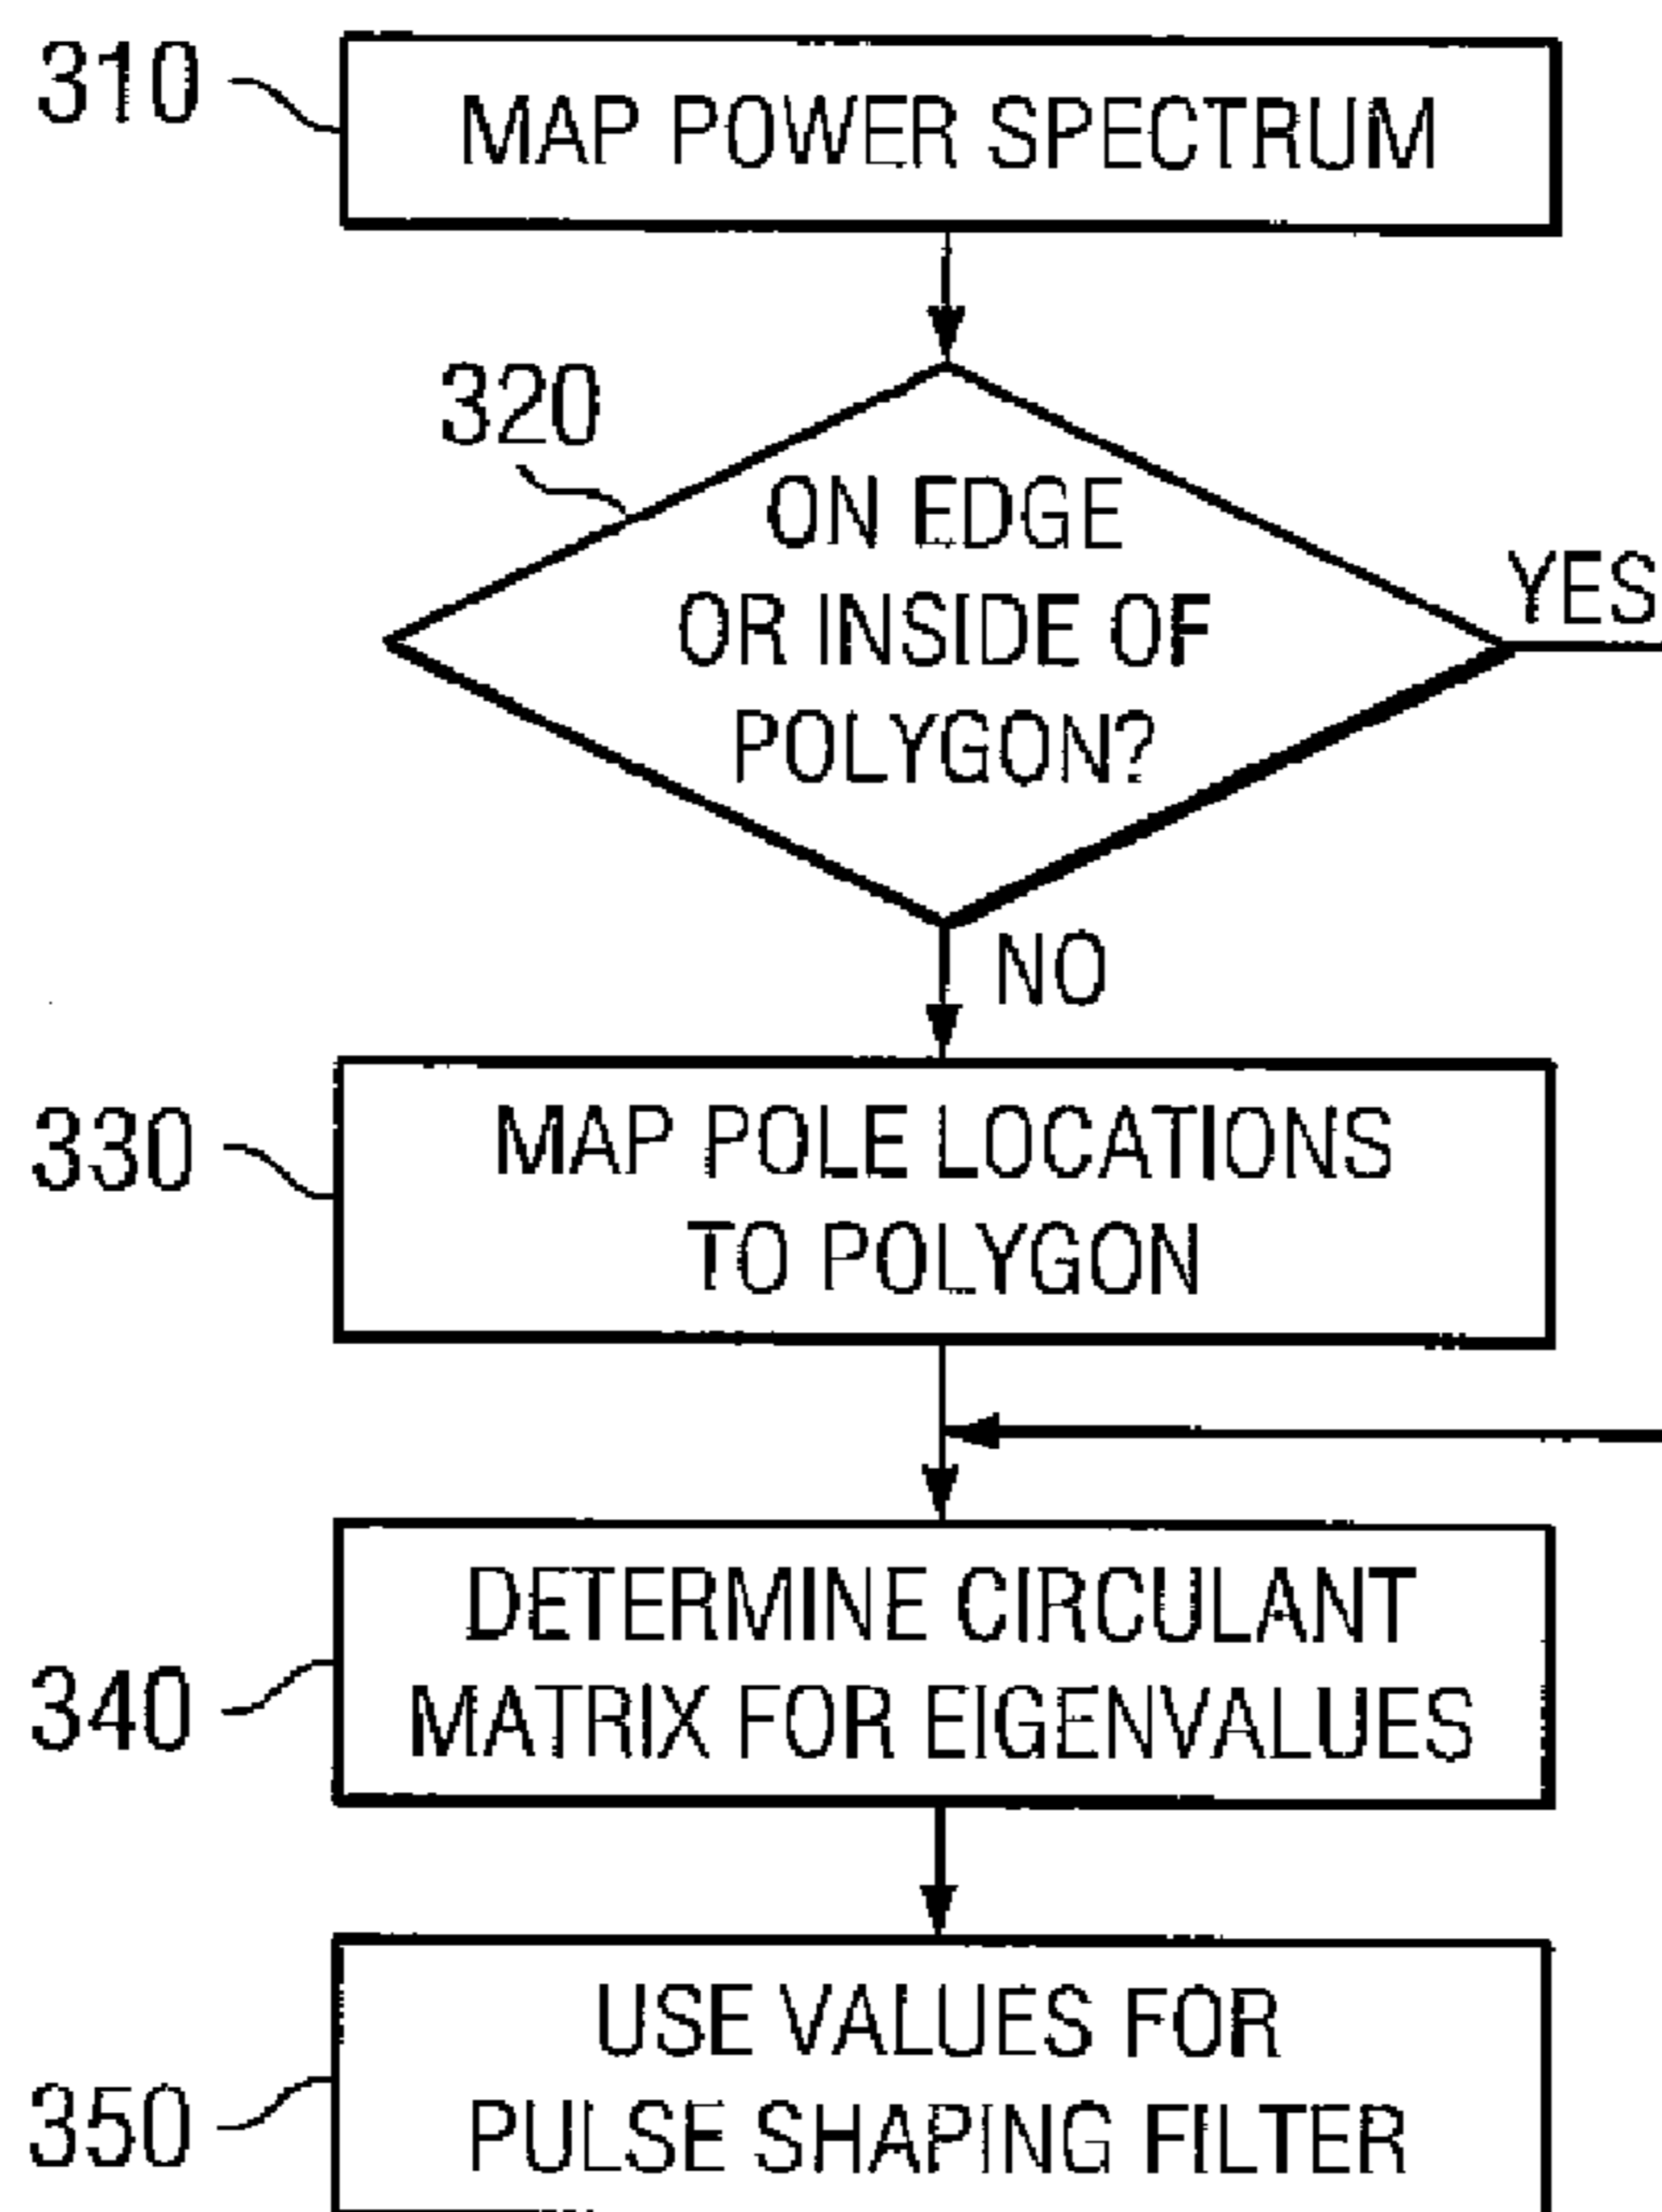 310
MAP POWER SPECTRUM
320
ON EDGE
OR INSIDE OF
POLYGON?
YES
NO
330
MAP POLE LOCATIONS
TO POLYGON
340
DETERMINE CIRCULANT
MATRIX FOR EIGENVALUES
350
USE VALUES FOR
PULSE SHAPING FILTER